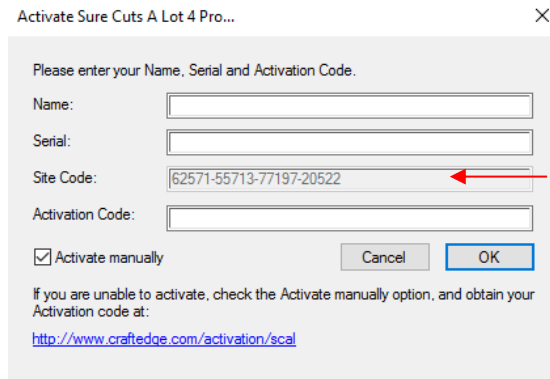 Activate Sure Cuts A Lot 4 Pro...
Please enter your Name, Serial and Activation Code.
Name:
Serial:
Site Code: 62571-55713-77197-20522
Activation Code:
Activate manually Cancel OK
If you are unable to activate, check the Activate manually option, and obtain your
Activation code at:
http://www.craftedge.com/activation/scal